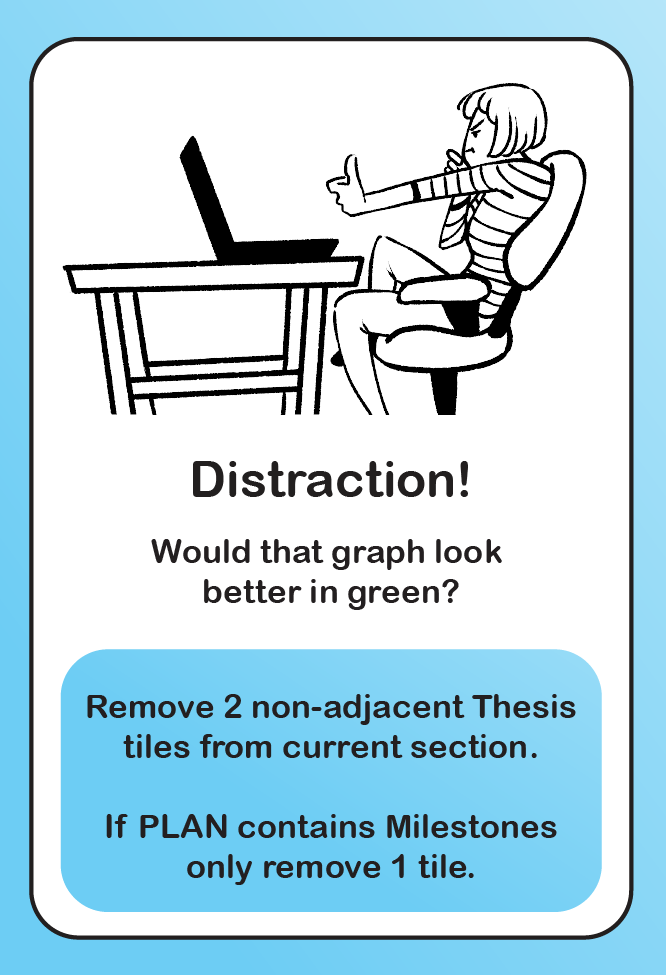 Distraction!
Would that graph look
better in green?
Remove 2 non-adjacent Thesis
tiles from current section.
If PLAN contains Milestones
only remove 1 tile.